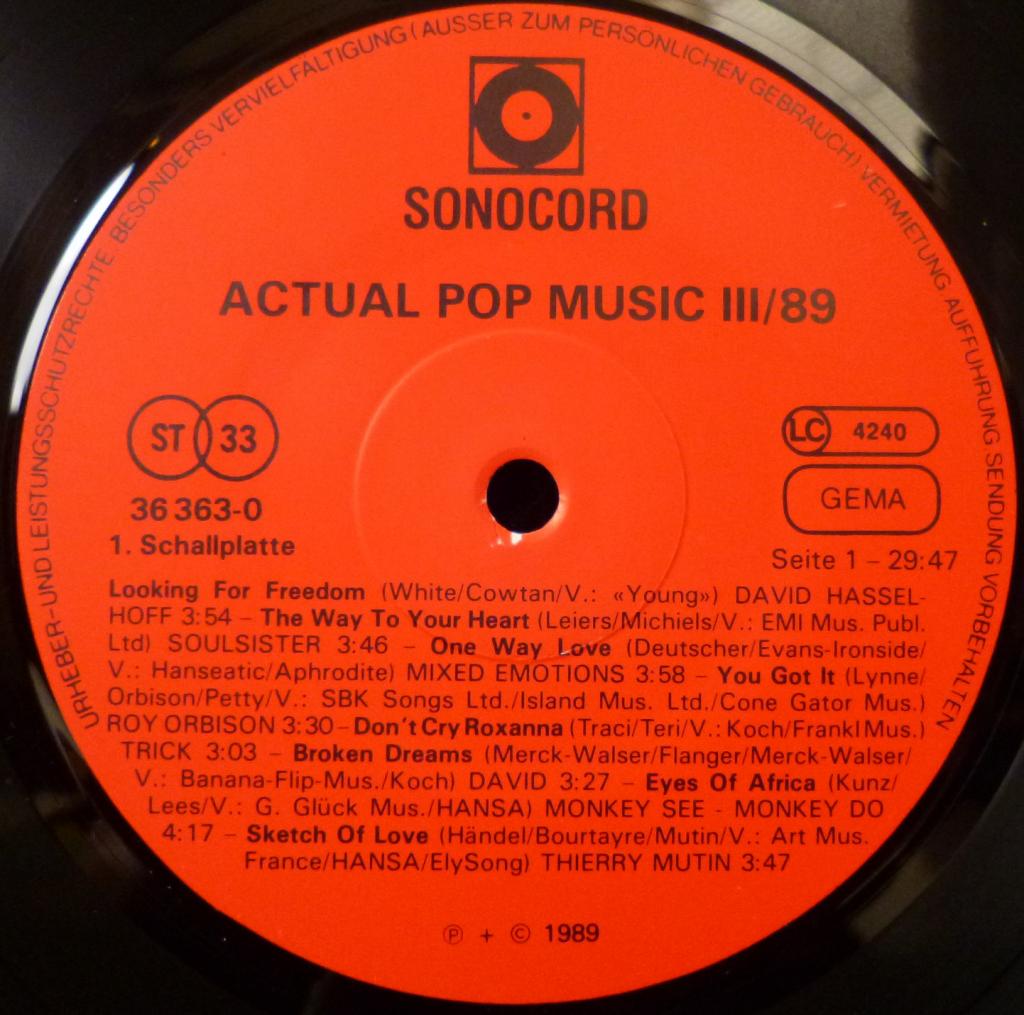 URHEBER-UND LEISTUNGSSCHUTZRECHTE. BESONDERS VERVIELFÄLTIGUNG (AUSSER ZUM PERSÖNLICHEN GEBRAUCH) VERMIETUNG AUFFÜHRUNG SENDUNG VORBEHALTEN
SONOCORD
ACTUAL POP MUSIC III/89
ST 33
LC 4240
36 363-0
GEMA
1. Schallplatte
Seite 1 – 29:47
Looking For Freedom (White/Cowtan/V.: «Young») DAVID HASSEL-
HOFF 3:54 – The Way To Your Heart (Leiers/Michiels/V.: EMI Mus. Publ.
Ltd) SOULSISTER 3:46 – One Way Love (Deutscher/Evans-Ironside/
V.: Hanseatic/Aphrodite) MIXED EMOTIONS 3:58 – You Got It (Lynne/
Orbison/Petty/V.: SBK Songs Ltd./Island Mus. Ltd./Cone Gator Mus.)
ROY ORBISON 3:30 – Don't Cry Roxanna (Traci/Teri/V.: Koch/Frankl Mus.)
TRICK 3:03 – Broken Dreams (Merck-Walser/Flanger/Merck-Walser/
V.: Banana-Flip-Mus./Koch) DAVID 3:27 – Eyes Of Africa (Kunz/
Lees/V.: G. Glück Mus./HANSA) MONKEY SEE - MONKEY DO
4:17 – Sketch Of Love (Händel/Bourtayre/Mutin/V.: Art Mus.
France/HANSA/ElySong) THIERRY MUTIN 3:47
℗ + © 1989